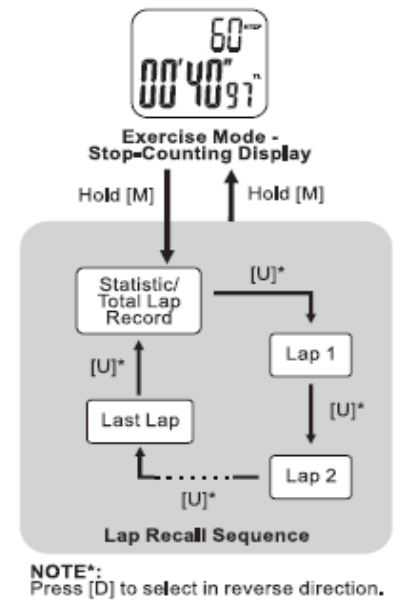 60 STEP
00'40"97
Exercise Mode -
Stop-Counting Display
Hold [M]
Hold [M]
Statistic/
Total Lap
Record
[U]*
Lap 1
[U]*
Lap 2
[U]*
Last Lap
[U]*
Lap Recall Sequence
NOTE*:
Press [D] to select in reverse direction.